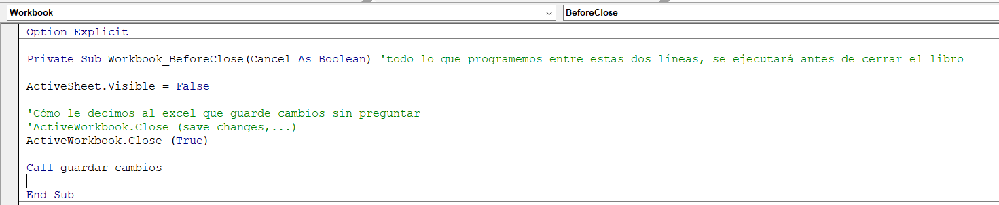 Workbook
BeforeClose
Option Explicit
Private Sub Workbook_BeforeClose(Cancel As Boolean) 'todo lo que programemos entre estas dos líneas, se ejecutará antes de cerrar el libro
ActiveSheet.Visible = False
'Cómo le decimos al excel que guarde cambios sin preguntar
'ActiveWorkbook.Close (save changes,...)
ActiveWorkbook.Close (True)
Call guardar_cambios
End Sub